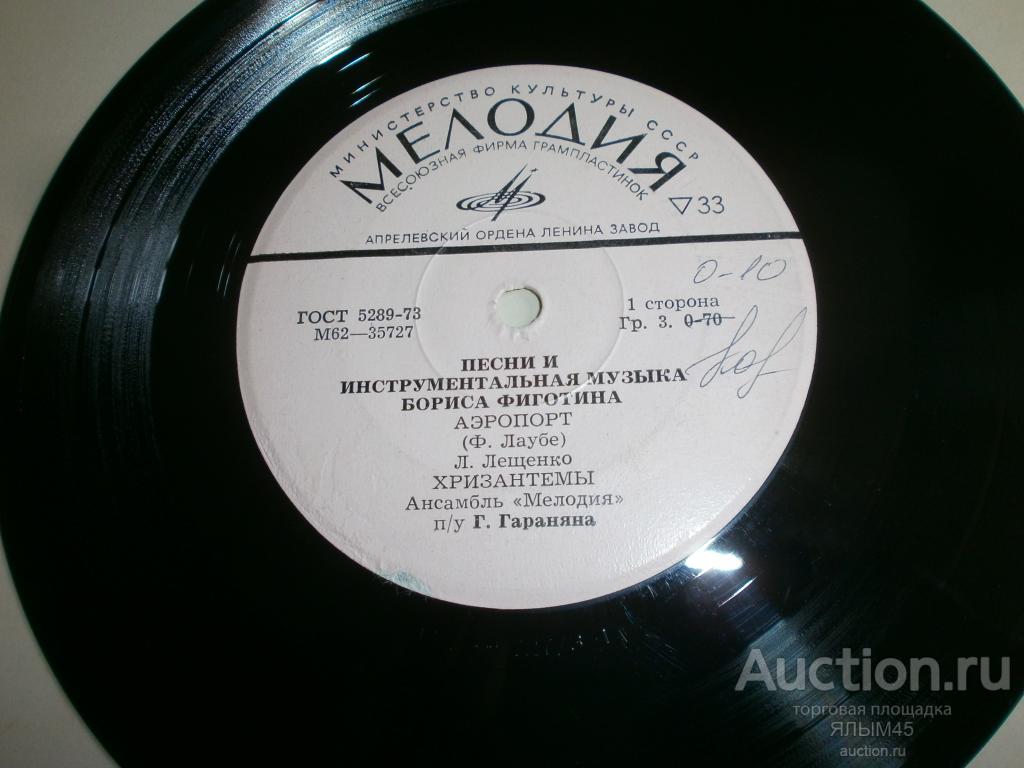 МИНИСТЕРСТВО КУЛЬТУРЫ СССР
МЕЛОДИЯ
ВСЕСОЮЗНАЯ ФИРМА ГРАМПЛАСТИНОК
▽33
АПРЕЛЕВСКИЙ ОРДЕНА ЛЕНИНА ЗАВОД
0-10
ГОСТ 5289-73
1 сторона
М62—35727
Гр. 3. 0-70
ПЕСНИ И
ИНСТРУМЕНТАЛЬНАЯ МУЗЫКА
БОРИСА ФИГОТИНА
АЭРОПОРТ
(Ф. Лаубе)
Л. Лещенко
ХРИЗАНТЕМЫ
Ансамбль «Мелодия»
п/у Г. Гараняна
Auction.ru
торговая площадка
ЯЛЫМ45
auction.ru